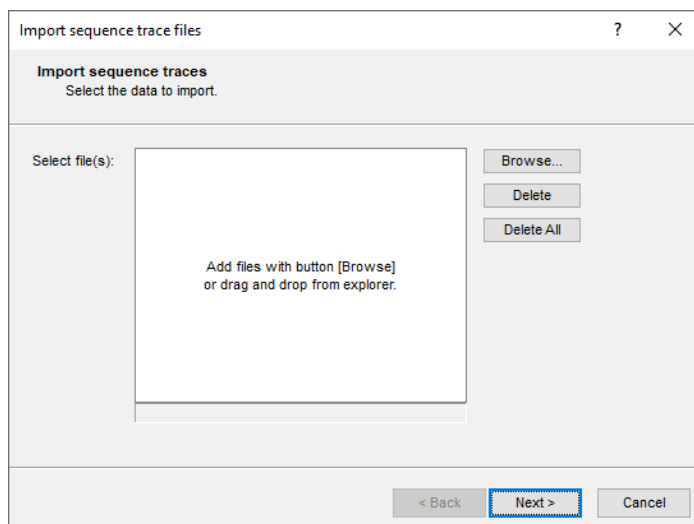 Import sequence trace files
?
Import sequence traces
Select the data to import.
Select file(s):
Browse...
Delete
Delete All
Add files with button [Browse]
or drag and drop from explorer.
< Back
Next >
Cancel